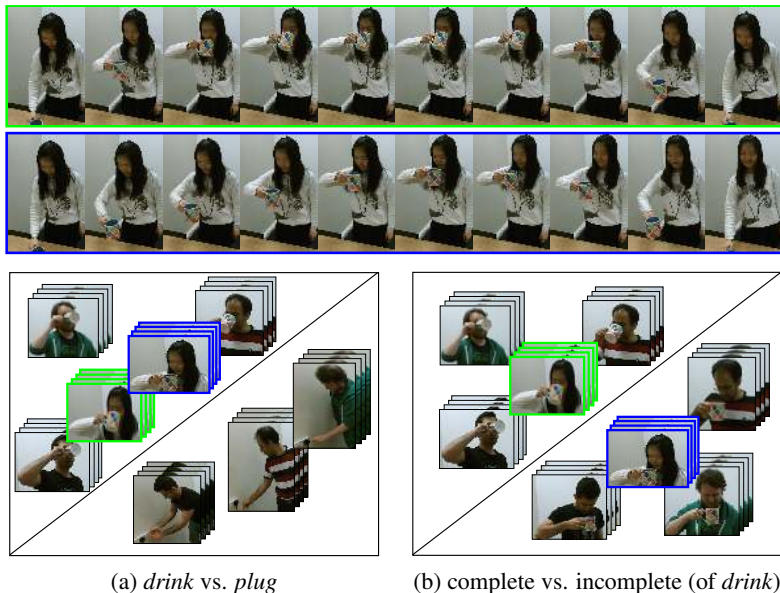 (a) drink vs. plug
(b) complete vs. incomplete (of drink)